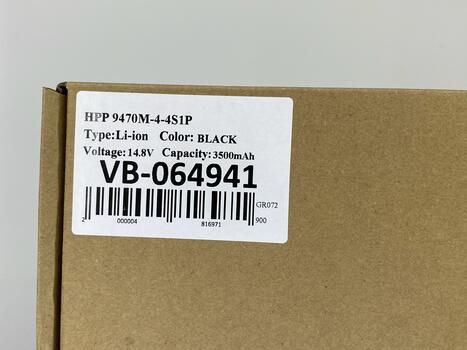 HPP 9470M-4-4S1P
Type:Li-ion Color: BLACK
Voltage: 14.8V Capacity: 3500mAh
VB-064941
GR072
2 000004 816971 900